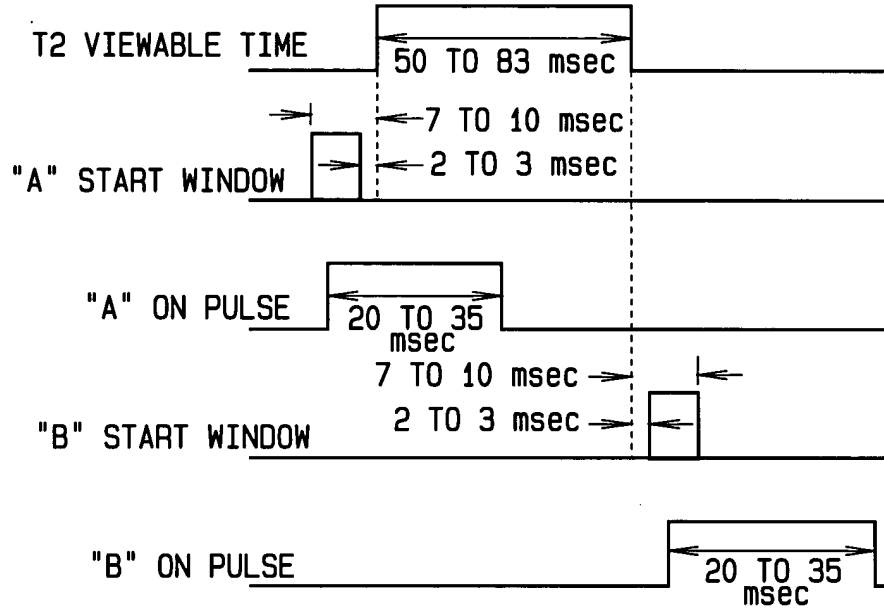 T2 VIEWABLE TIME
50 TO 83 msec
7 TO 10 msec
"A" START WINDOW
2 TO 3 msec
"A" ON PULSE
20 TO 35
msec
7 TO 10 msec
2 TO 3 msec
"B" START WINDOW
"B" ON PULSE
20 TO 35
msec